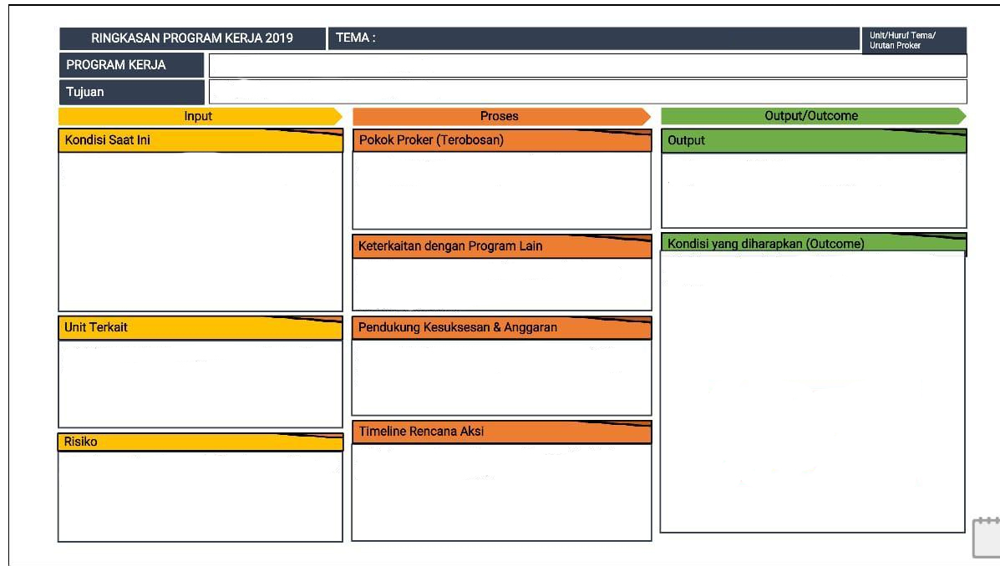 RINGKASAN PROGRAM KERJA 2019
TEMA :
Unit/Huruf Tema/
Urutan Proker
PROGRAM KERJA
Tujuan
Input
Proses
Output/Outcome
Kondisi Saat Ini
Pokok Proker (Terobosan)
Output
Keterkaitan dengan Program Lain
Kondisi yang diharapkan (Outcome)
Unit Terkait
Pendukung Kesuksesan & Anggaran
Risiko
Timeline Rencana Aksi